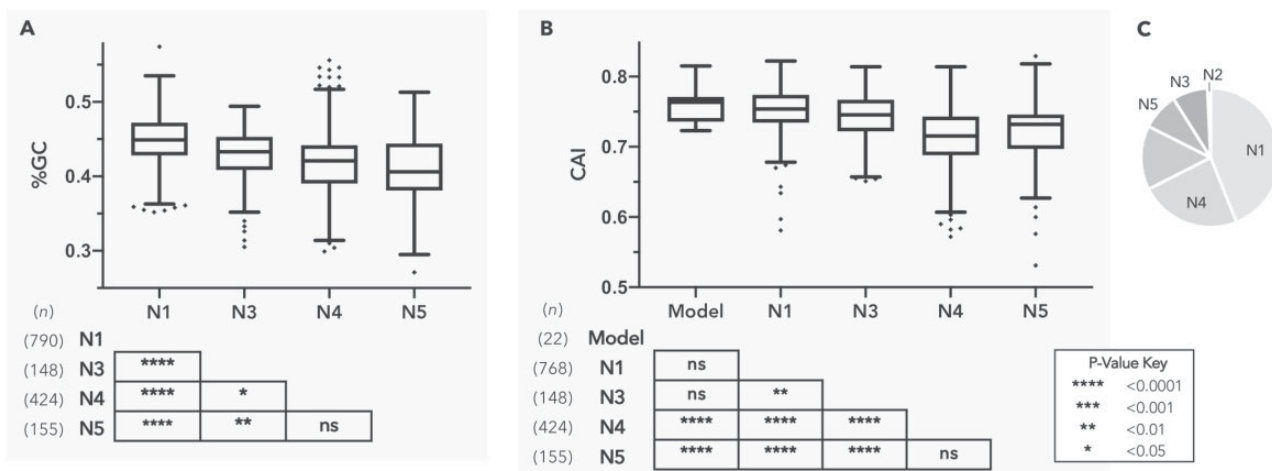 A
%GC
0.5
0.4
0.3
N1 N3 N4 N5
(n)
(790) N1
(148) N3 ****
(424) N4 **** *
(155) N5 **** ** ns
B
CAI
0.8
0.7
0.6
0.5
Model N1 N3 N4 N5
(n)
(22) Model
(768) N1 ns
(148) N3 ns **
(424) N4 **** **** ****
(155) N5 **** **** **** ns
C
N2
N3
N5
N1
N4
P-Value Key
**** <0.0001
*** <0.001
** <0.01
* <0.05